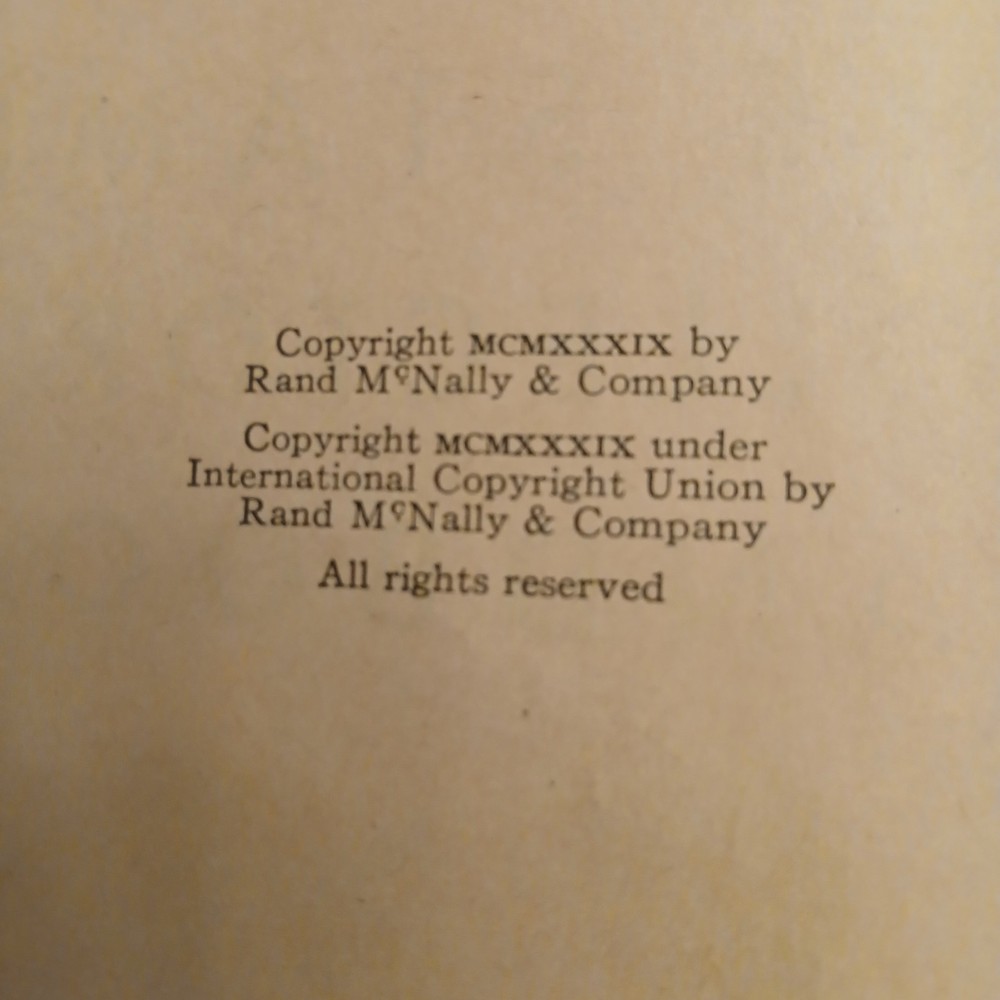 Copyright MCMXXXIX by
Rand MᶜNally & Company
Copyright MCMXXXIX under
International Copyright Union by
Rand MᶜNally & Company
All rights reserved